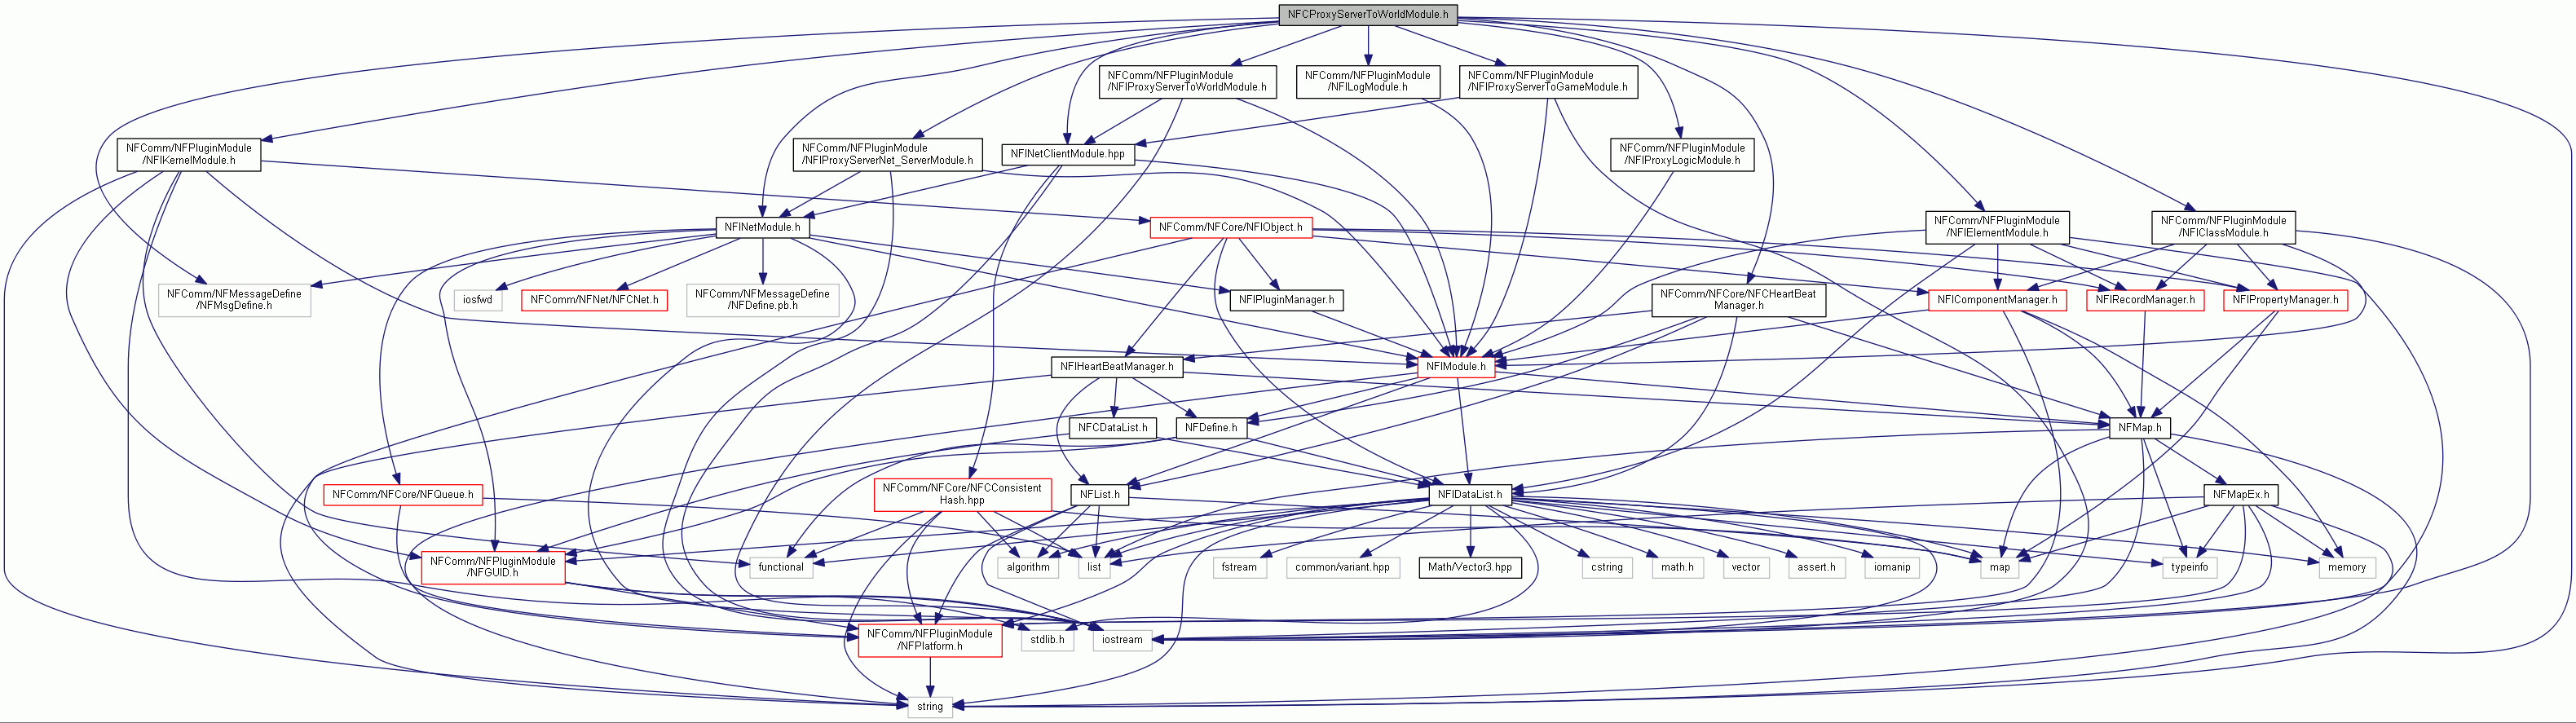 NFCProxyServerToWorldModule.h
NFComm/NFPluginModule
/NFIProxyServerToWorldModule.h
NFComm/NFPluginModule
/NFILogModule.h
NFComm/NFPluginModule
/NFIProxyServerToGameModule.h
NFComm/NFPluginModule
/NFIKernelModule.h
NFComm/NFPluginModule
/NFIProxyServerNet_ServerModule.h
NFINetClientModule.hpp
NFComm/NFPluginModule
/NFIProxyLogicModule.h
NFINetModule.h
NFComm/NFCore/NFIObject.h
NFComm/NFPluginModule
/NFIElementModule.h
NFComm/NFPluginModule
/NFIClassModule.h
NFComm/NFMessageDefine
/NFMsgDefine.h
iosfwd
NFComm/NFNet/NFCNet.h
NFComm/NFMessageDefine
/NFDefine.pb.h
NFIPluginManager.h
NFComm/NFCore/NFCHeartBeat
Manager.h
NFIComponentManager.h
NFIRecordManager.h
NFIPropertyManager.h
NFIHeartBeatManager.h
NFIModule.h
NFCDataList.h
NFDefine.h
NFMap.h
NFComm/NFCore/NFQueue.h
NFComm/NFCore/NFCConsistent
Hash.hpp
NFList.h
NFIDataList.h
NFMapEx.h
NFComm/NFPluginModule
/NFGUID.h
functional
algorithm
list
fstream
common/variant.hpp
Math/Vector3.hpp
cstring
math.h
vector
assert.h
iomanip
map
typeinfo
memory
NFComm/NFPluginModule
/NFPlatform.h
stdlib.h
iostream
string